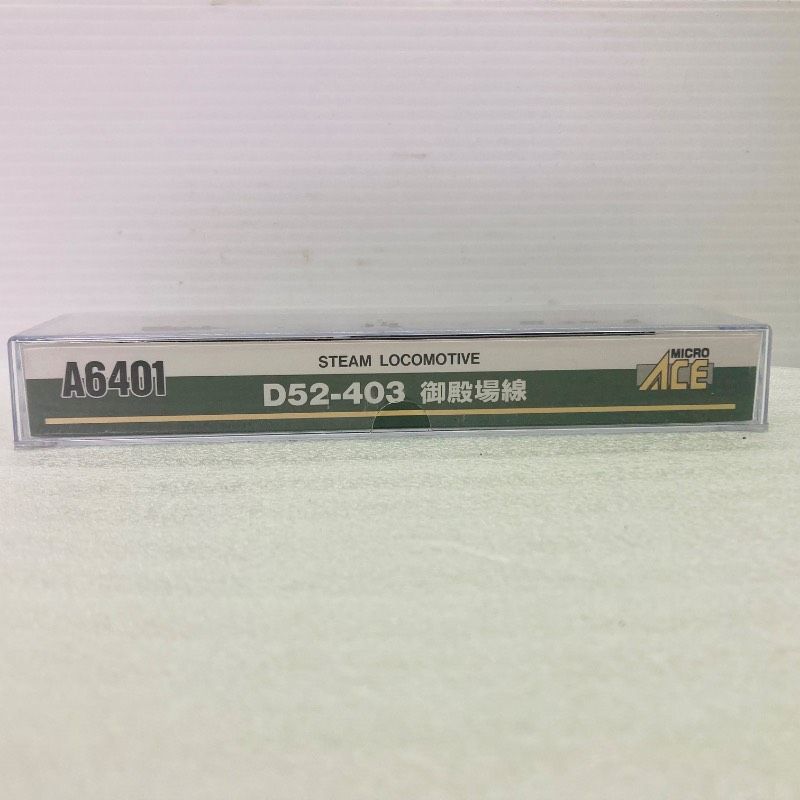 A6401
STEAM LOCOMOTIVE
D52-403 御殿場線
MICRO
ACE